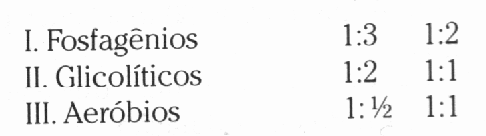 I. Fosfagênios 1:3 1:2
II. Glicolíticos 1:2 1:1
III. Aeróbios 1: ½ 1:1